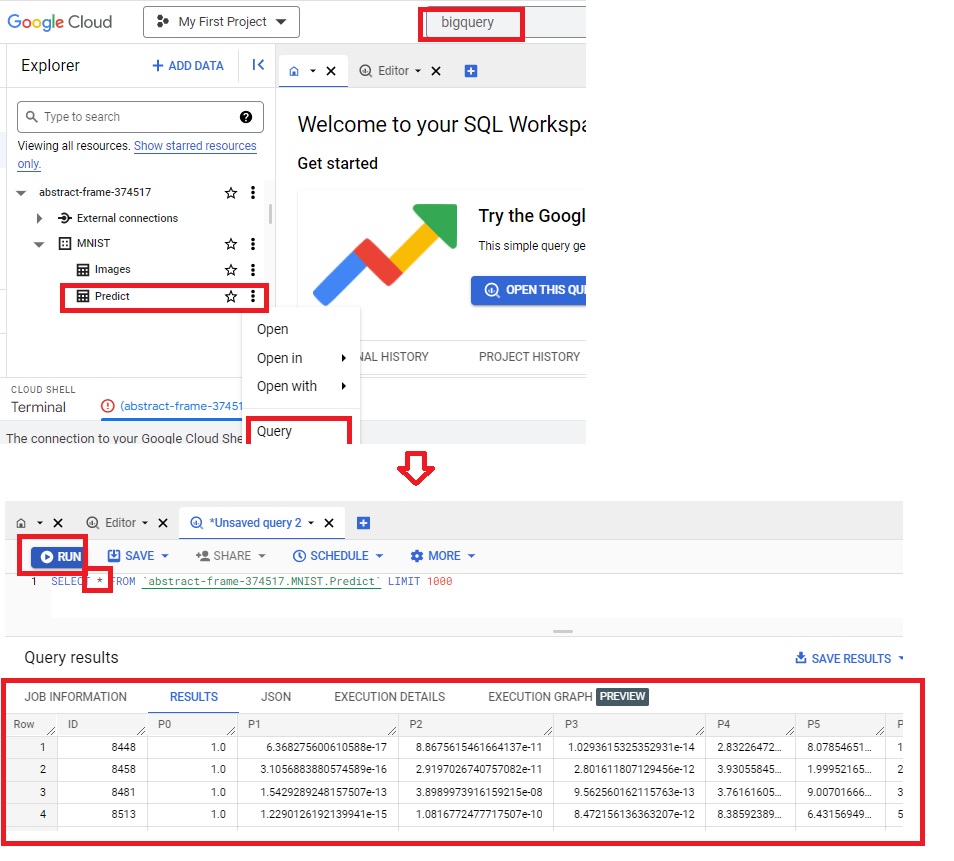 Google Cloud My First Project bigquery
Explorer + ADD DATA
Editor
Type to search
Viewing all resources. Show starred resources
only.
abstract-frame-374517
External connections
MNIST
Images
Predict
Welcome to your SQL Workspa
Get started
Try the Googl
This simple query ge
OPEN THIS QU
NAL HISTORY PROJECT HISTORY
Open
Open in
Open with
Query
CLOUD SHELL
Terminal (abstract-frame-37451
The connection to your Google Cloud She
Editor *Unsaved query 2
RUN SAVE SHARE SCHEDULE MORE
1 SELECT * FROM `abstract-frame-374517.MNIST.Predict` LIMIT 1000
Query results SAVE RESULTS
JOB INFORMATION RESULTS JSON EXECUTION DETAILS EXECUTION GRAPH PREVIEW
Row ID P0 P1 P2 P3 P4 P5 P
1 8448 1.0 6.368275600610588e-17 8.8675615461664137e-11 1.0293615325352931e-14 2.83226472... 8.07854651... 1
2 8458 1.0 3.1056883880574589e-16 2.9197026740757082e-11 2.801611807129456e-12 3.93055845... 1.99952165... 2
3 8481 1.0 1.5429289248157507e-13 3.8989973916159215e-08 9.562560162115763e-13 3.76161605... 9.00701666... 3
4 8513 1.0 1.2290126192139941e-15 1.0816772477717507e-10 8.472156136363207e-12 8.38592389... 6.43156949... 5